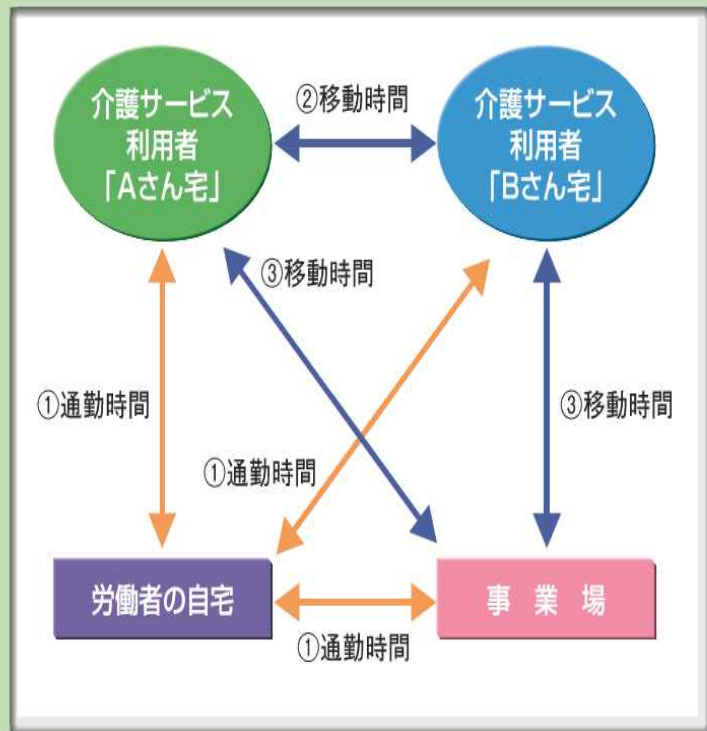 介護サービス
利用者
「Aさん宅」
②移動時間
介護サービス
利用者
「Bさん宅」
③移動時間
①通勤時間
③移動時間
①通勤時間
労働者の自宅
事業場
①通勤時間